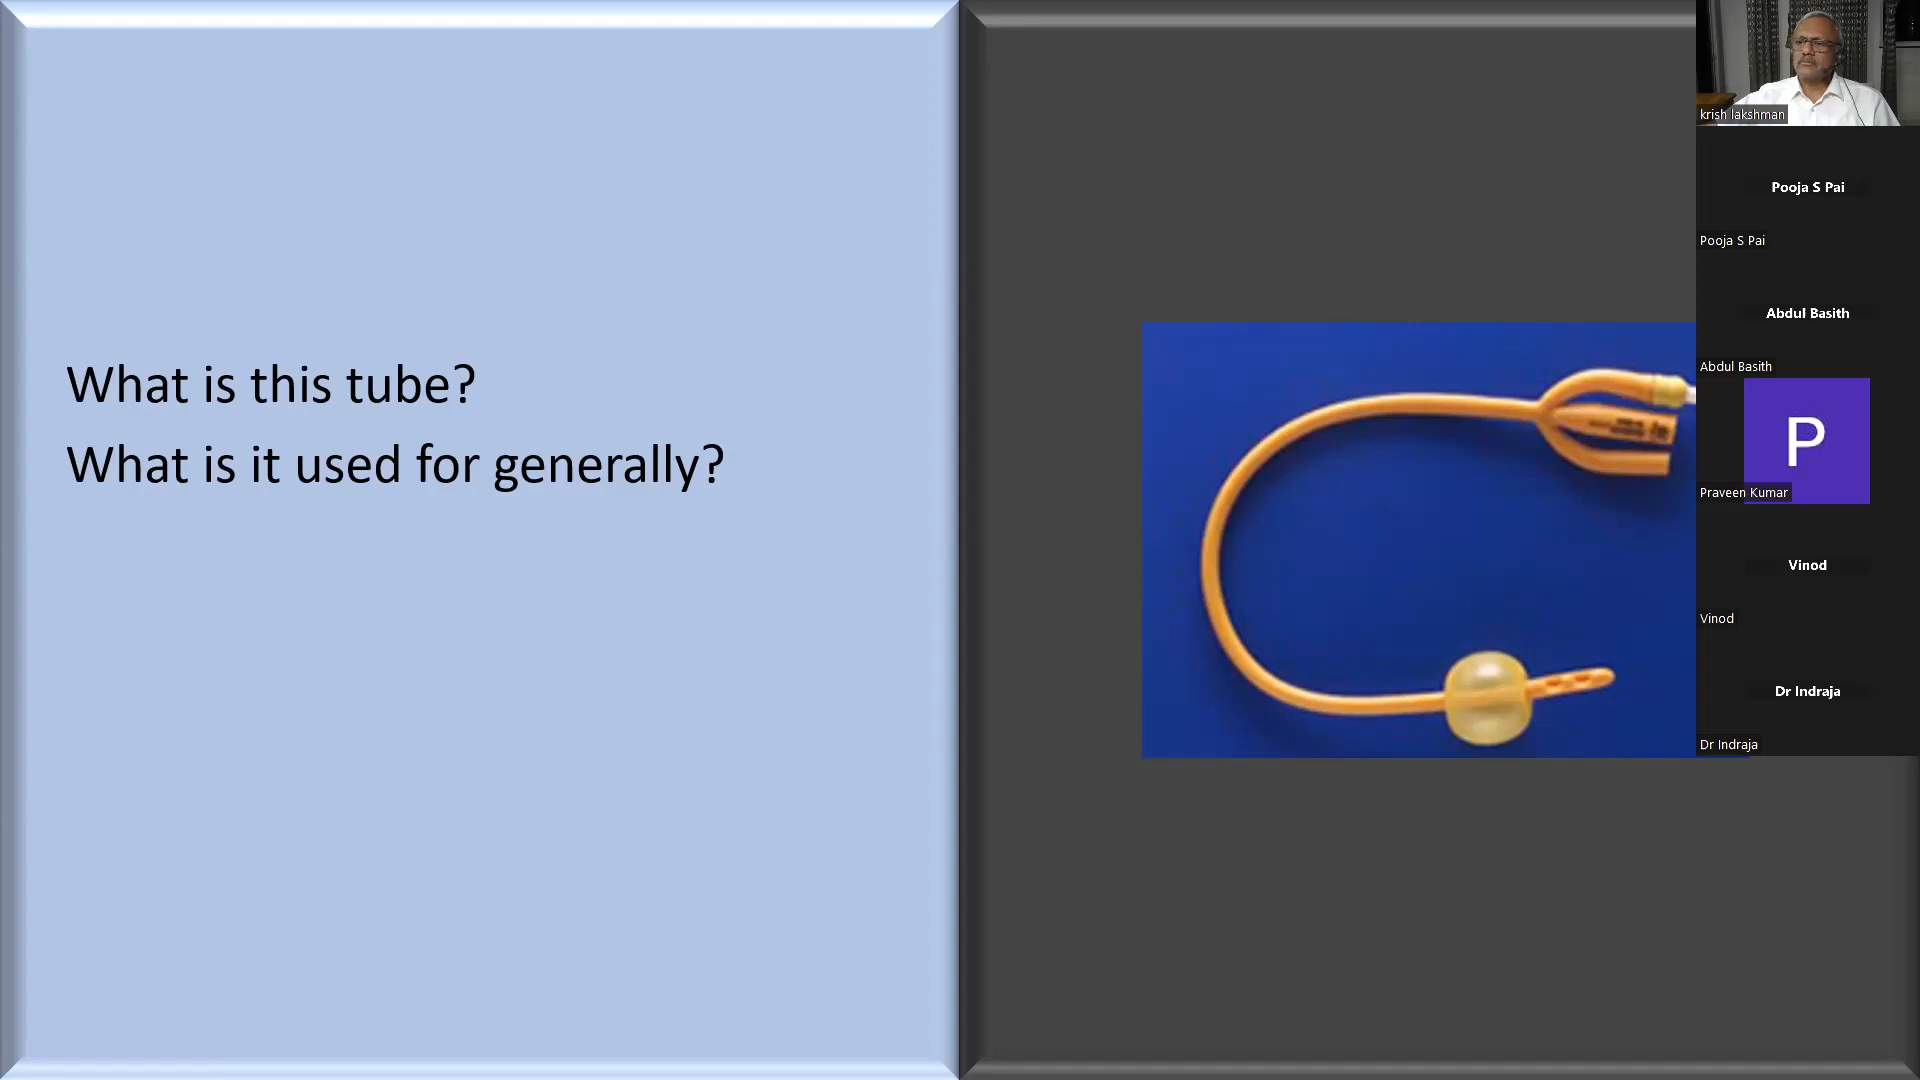 What is this tube?
What is it used for generally?
krish lakshman
Pooja S Pai
Pooja S Pai
Abdul Basith
Abdul Basith
P
Praveen Kumar
Vinod
Vinod
Dr Indraja
Dr Indraja